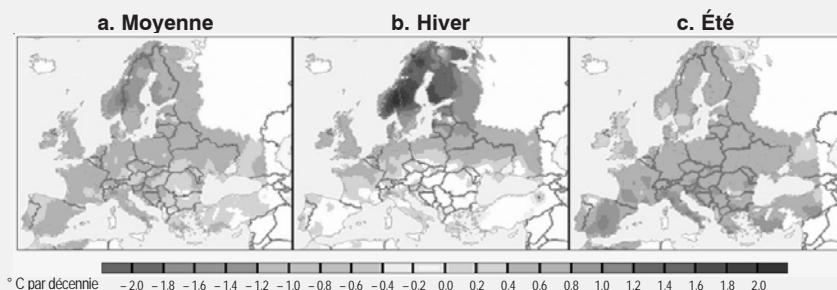 a. Moyenne b. Hiver c. Été
° C par décennie – 2.0 – 1.8 – 1.6 – 1.4 – 1.2 – 1.0 – 0.8 – 0.6 – 0.4 – 0.2 0.0 0.2 0.4 0.6 0.8 1.0 1.2 1.4 1.6 1.8 2.0